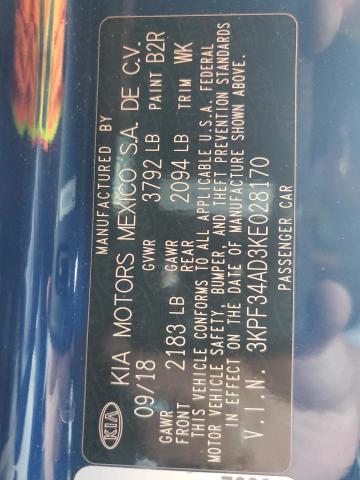 MANUFACTURED BY
KIA KIA MOTORS MEXICO S.A. DE C.V.
09/18 GVWR 3792 LB PAINT B2R
GAWR FRONT 2183 LB GAWR REAR 2094 LB TRIM WK
THIS VEHICLE CONFORMS TO ALL APPLICABLE U.S.A. FEDERAL
MOTOR VEHICLE SAFETY, BUMPER, AND THEFT PREVENTION STANDARDS
IN EFFECT ON THE DATE OF MANUFACTURE SHOWN ABOVE.
V.I.N. 3KPF34AD3KE028170
PASSENGER CAR